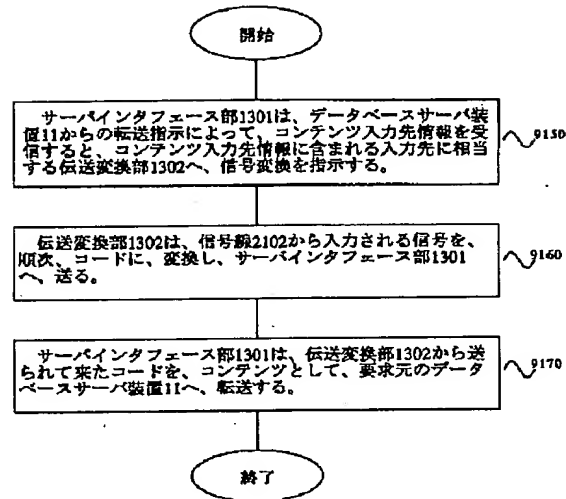 開始
サーバインタフェース部1301は、データベースサーバ装
置11からの転送指示によって、コンテンツ入力先情報を受
信すると、コンテンツ入力先情報に含まれる入力先に相当
する伝送変換部1302へ、信号変換を指示する。
9150
伝送変換部1302は、信号線2102から入力される信号を、
順次、コードに、変換し、サーバインタフェース部1301
へ、送る。
9160
サーバインタフェース部1301は、伝送変換部1302から送
られて来たコードを、コンテンツとして、要求元のデータ
ベースサーバ装置11へ、転送する。
9170
終了